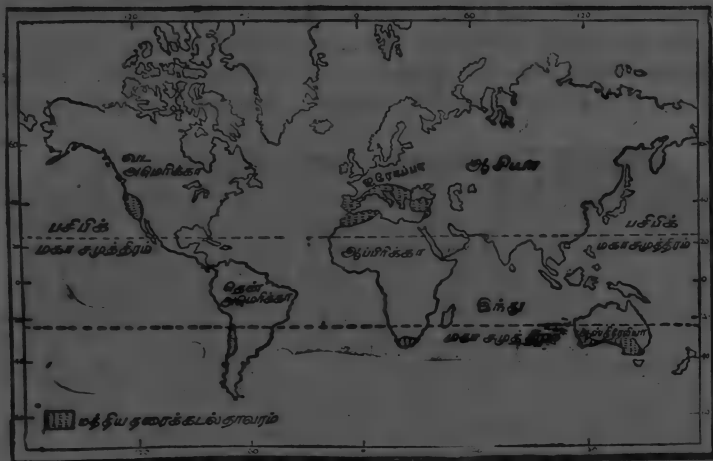 வட
அமெரிக்கா
ஐரோப்பா
ஆசியா
பசிபிக்
மகா சமுத்திரம்
ஆப்பிரிக்கா
பசிபிக்
மகா சமுத்திரம்
தென்
அமெரிக்கா
இந்து
மகா சமுத்திரம்
ஆஸ்திரேலியா
மத்திய தரைக்கடல் தாவரம்